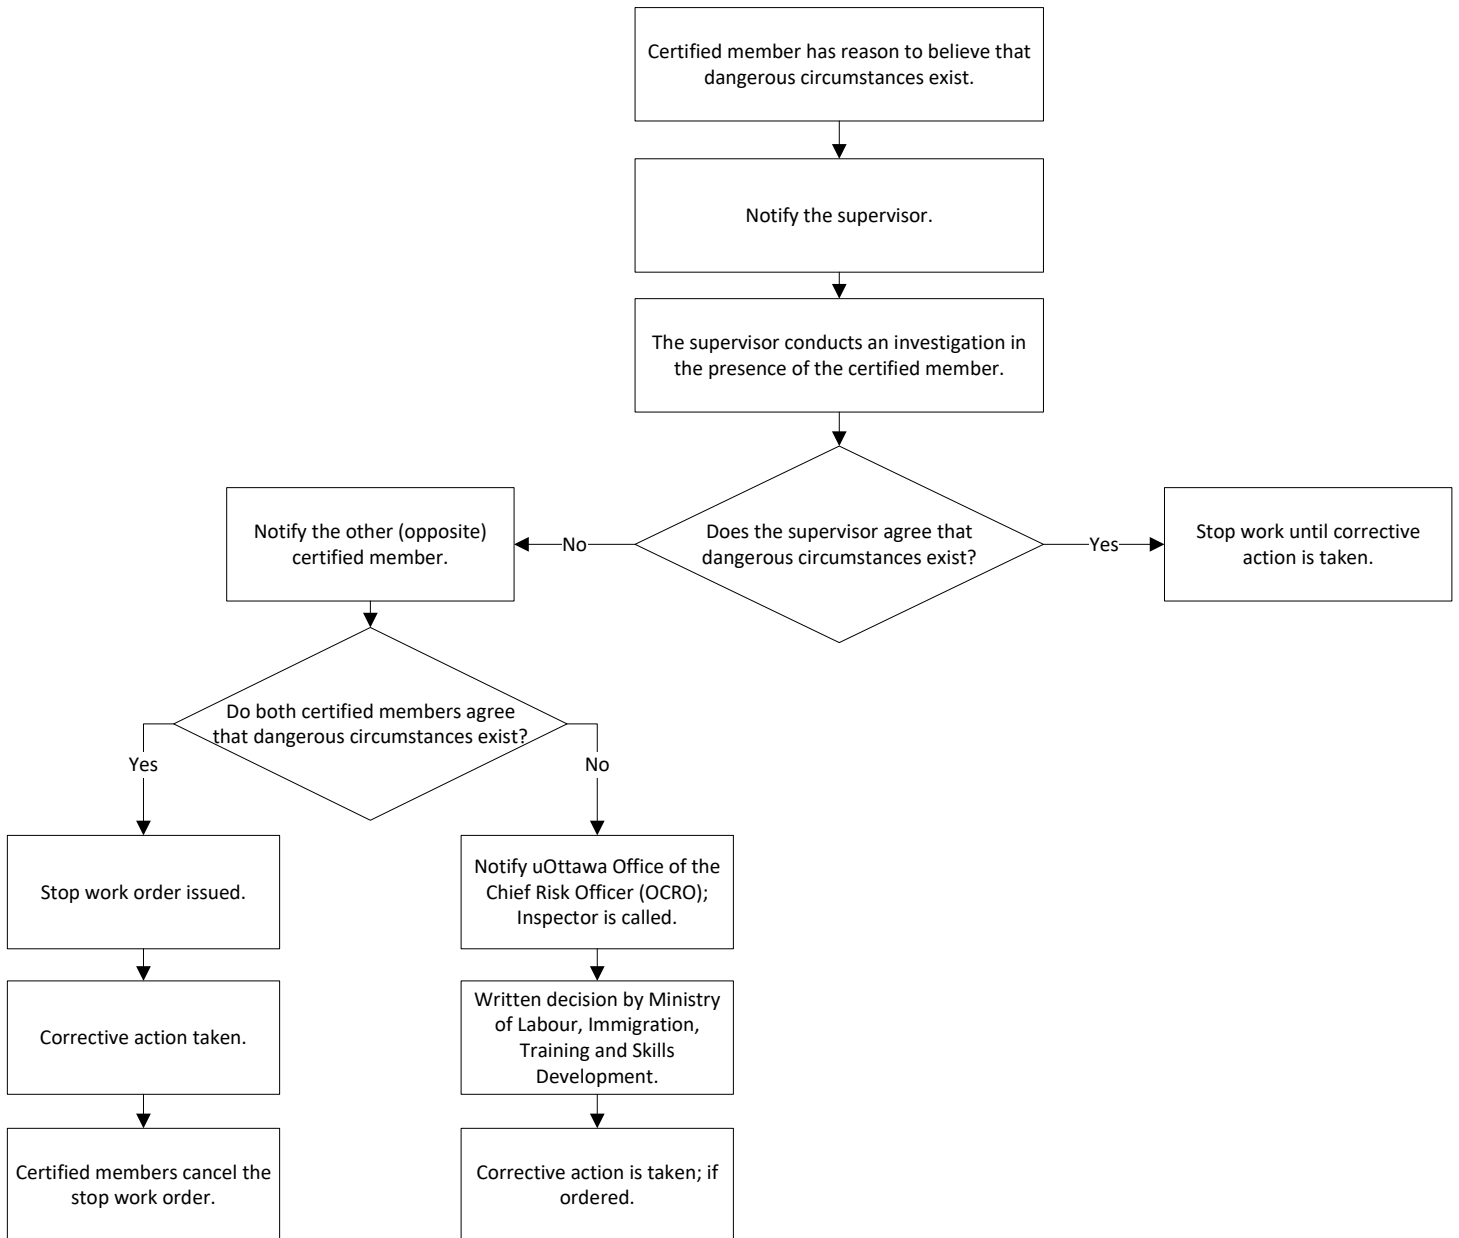 Certified member has reason to believe that
dangerous circumstances exist.
Notify the supervisor.
The supervisor conducts an investigation in
the presence of the certified member.
Does the supervisor agree that
dangerous circumstances exist?
No
Yes
Notify the other (opposite)
certified member.
Stop work until corrective
action is taken.
Do both certified members agree
that dangerous circumstances exist?
Yes
No
Stop work order issued.
Notify uOttawa Office of the
Chief Risk Officer (OCRO);
Inspector is called.
Corrective action taken.
Written decision by Ministry
of Labour, Immigration,
Training and Skills
Development.
Certified members cancel the
stop work order.
Corrective action is taken; if
ordered.